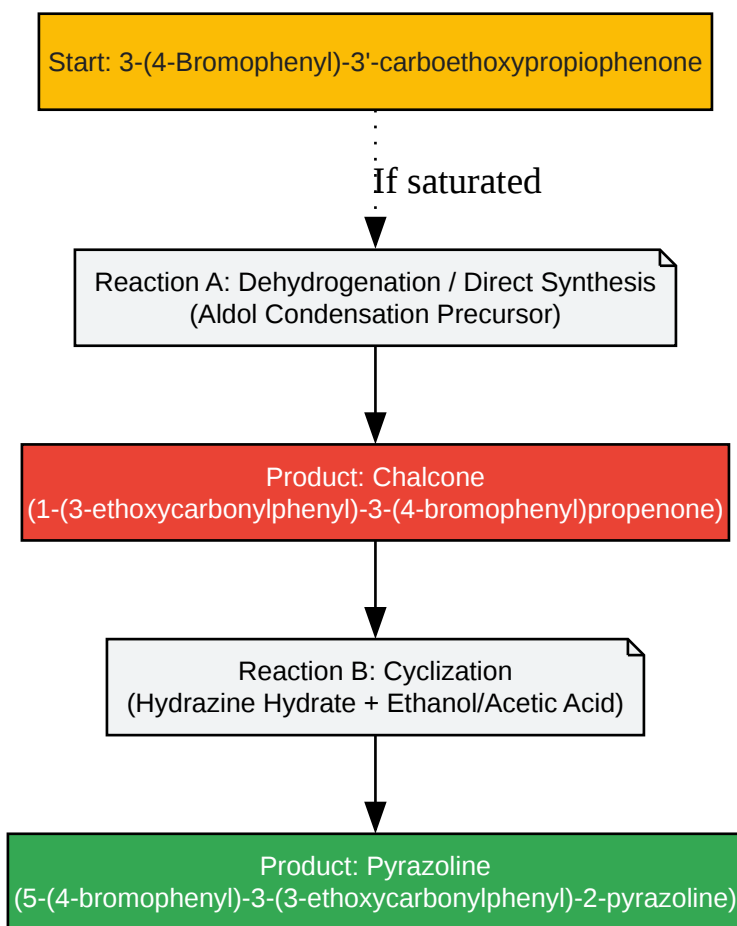 Start: 3-(4-Bromophenyl)-3'-carboethoxypropiophenone
If saturated
Reaction A: Dehydrogenation / Direct Synthesis
(Aldol Condensation Precursor)
Product: Chalcone
(1-(3-ethoxycarbonylphenyl)-3-(4-bromophenyl)propenone)
Reaction B: Cyclization
(Hydrazine Hydrate + Ethanol/Acetic Acid)
Product: Pyrazoline
(5-(4-bromophenyl)-3-(3-ethoxycarbonylphenyl)-2-pyrazoline)